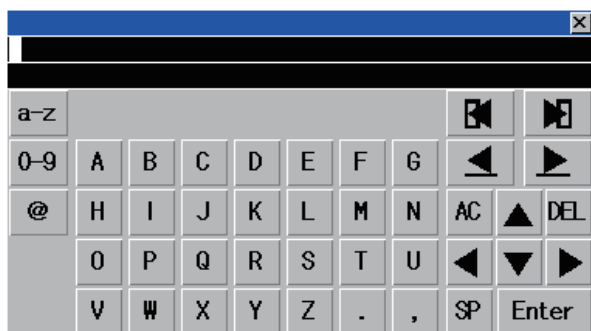 a-z
0-9 A B C D E F G
@ H I J K L M N AC DEL
O P Q R S T U
V W X Y Z . , SP Enter